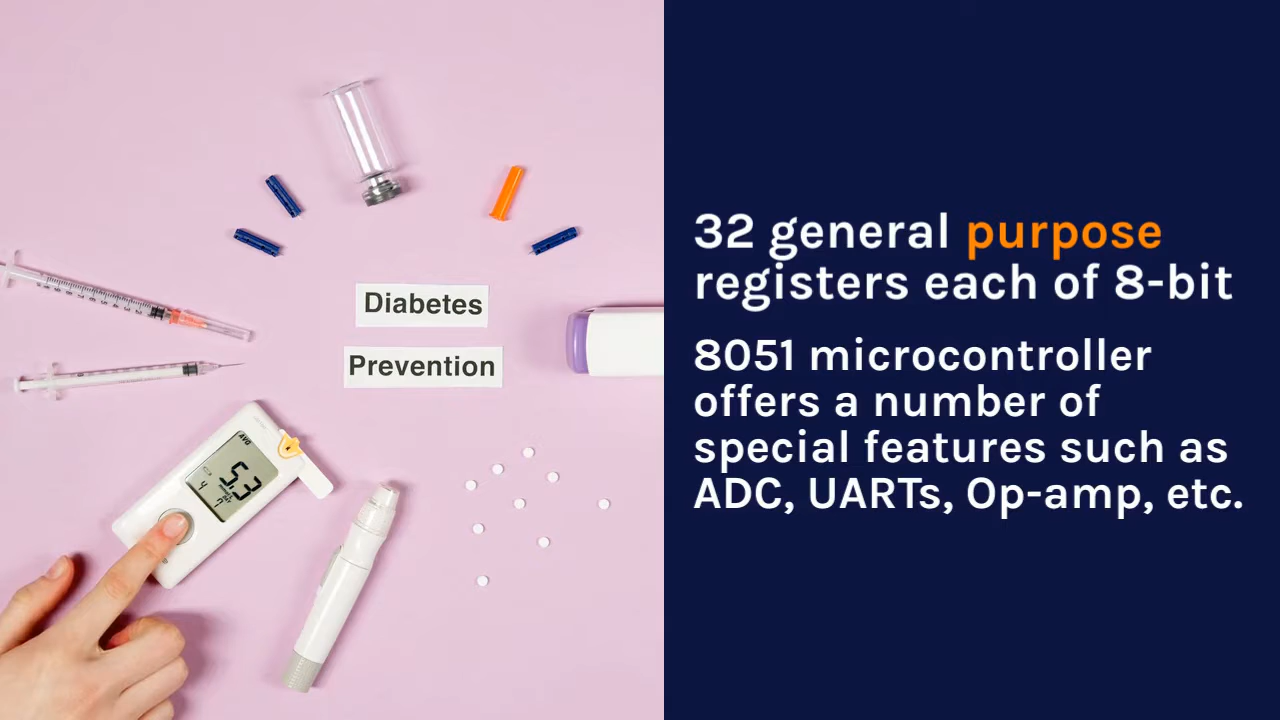 Diabetes
Prevention
AVG
5.3
32 general purpose
registers each of 8-bit
8051 microcontroller
offers a number of
special features such as
ADC, UARTs, Op-amp, etc.